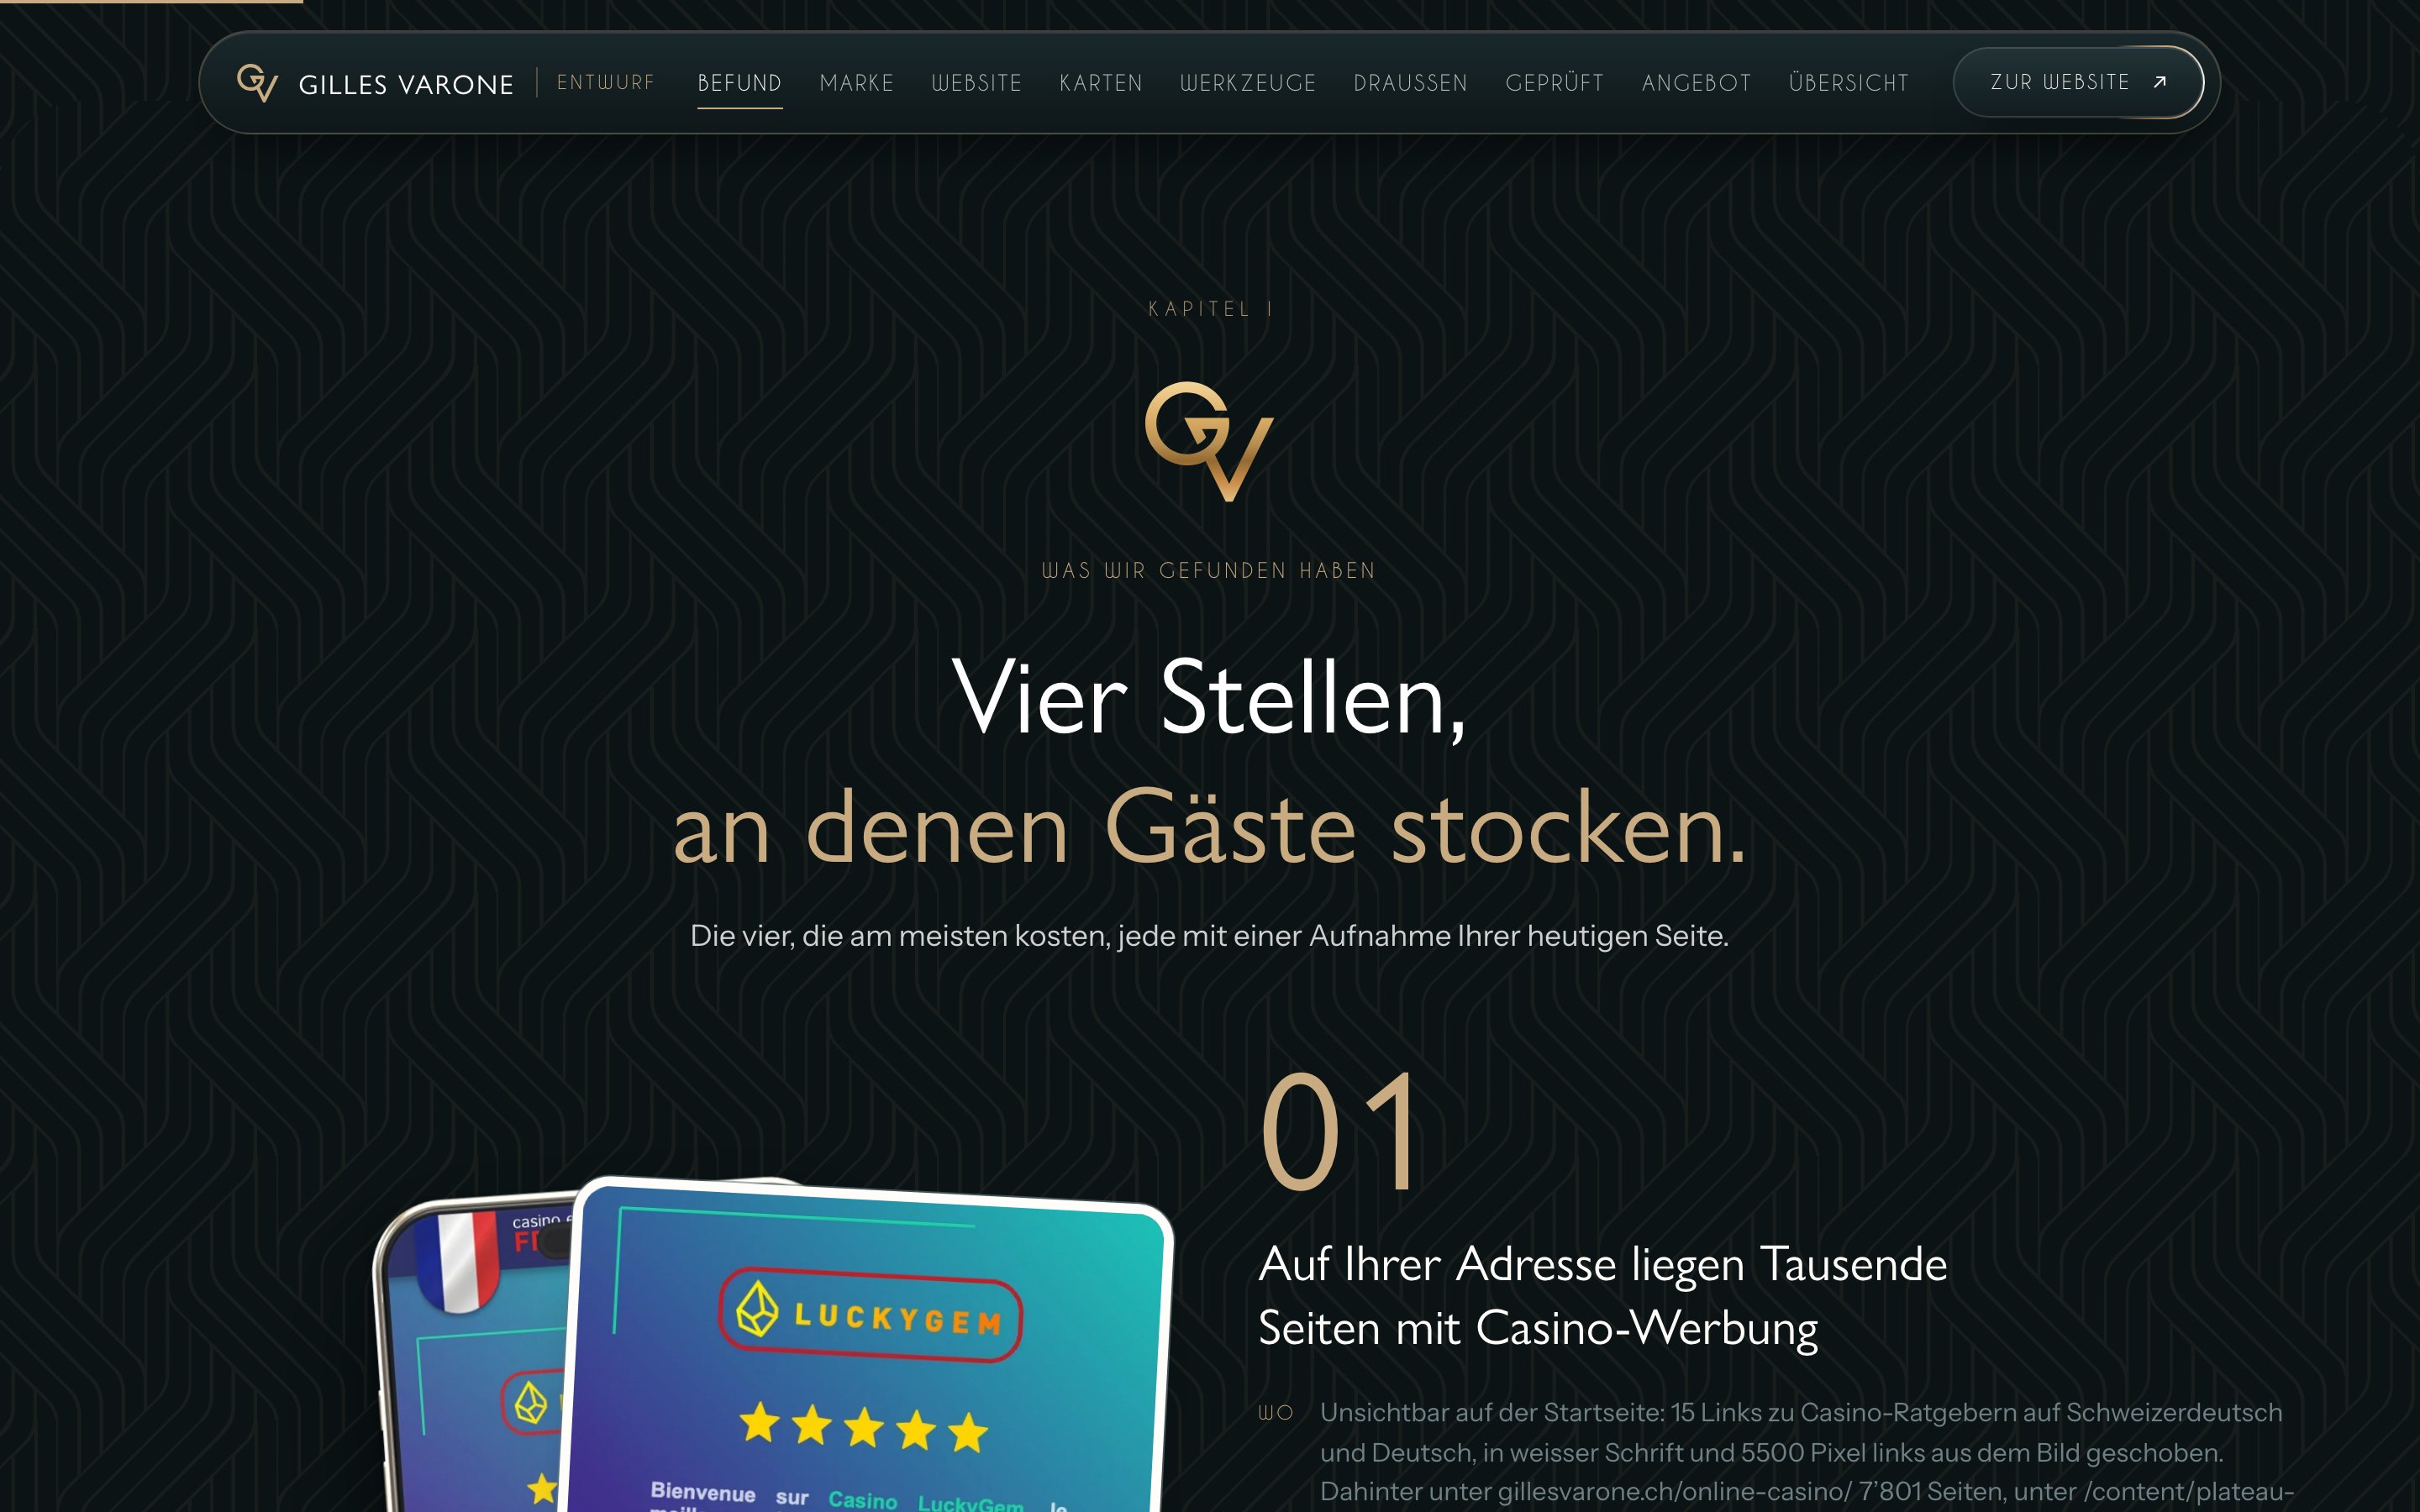 GV GILLES VARONE ENTWURF BEFUND MARKE WEBSITE KARTEN WERKZEUGE DRAUSSEN GEPRÜFT ANGEBOT ÜBERSICHT ZUR WEBSITE
KAPITEL I
GV
WAS WIR GEFUNDEN HABEN
Vier Stellen,
an denen Gäste stocken.
Die vier, die am meisten kosten, jede mit einer Aufnahme Ihrer heutigen Seite.
casino
LUCKYGEM
Bienvenue sur Casino LuckyGem le
01
Auf Ihrer Adresse liegen Tausende
Seiten mit Casino-Werbung
WO Unsichtbar auf der Startseite: 15 Links zu Casino-Ratgebern auf Schweizerdeutsch
und Deutsch, in weisser Schrift und 5500 Pixel links aus dem Bild geschoben.
Dahinter unter gillesvarone.ch/online-casino/ 7’801 Seiten, unter /content/plateau-